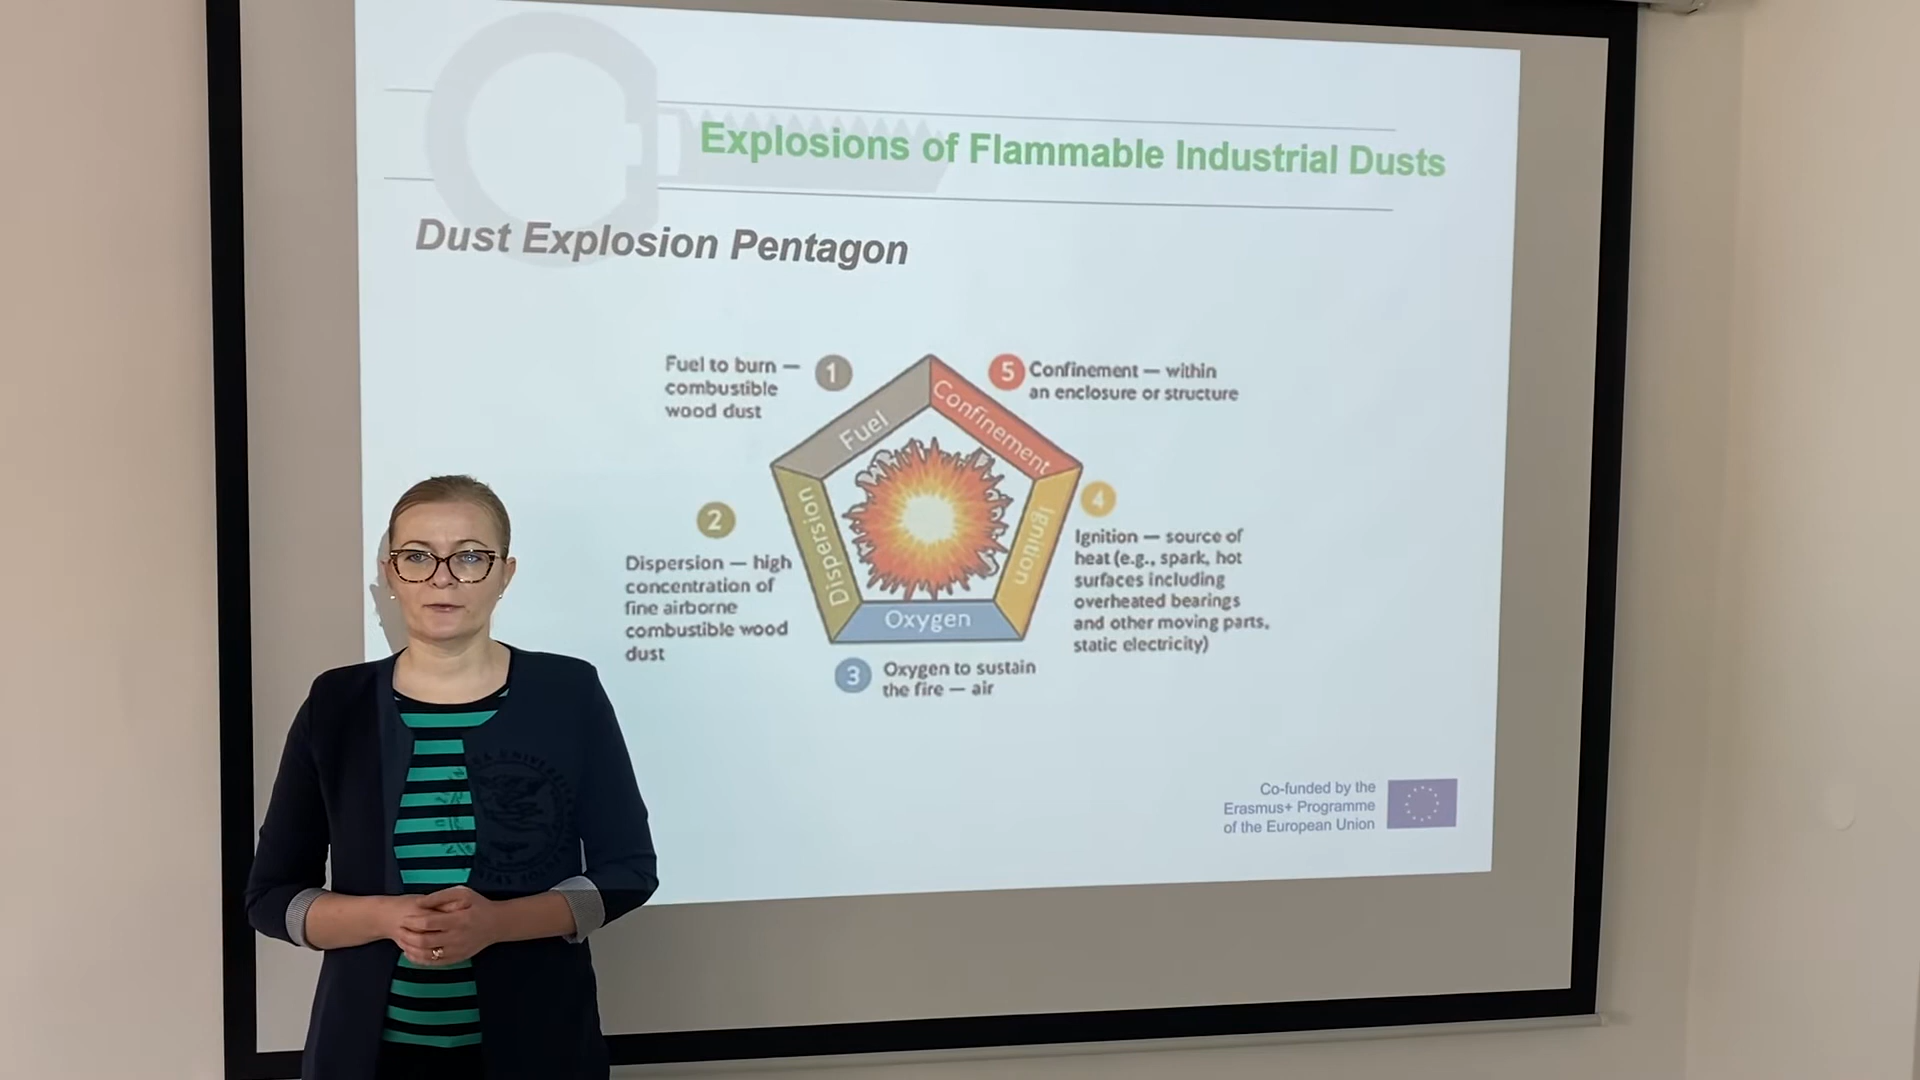 Explosions of Flammable Industrial Dusts
Dust Explosion Pentagon
1
Fuel to burn —
combustible
wood dust
5
Confinement — within
an enclosure or structure
Fuel
Confinement
Dispersion
Ignition
Oxygen
2
Dispersion — high
concentration of
fine airborne
combustible wood
dust
4
Ignition — source of
heat (e.g., spark, hot
surfaces including
overheated bearings
and other moving parts,
static electricity)
3
Oxygen to sustain
the fire — air
Co-funded by the
Erasmus+ Programme
of the European Union